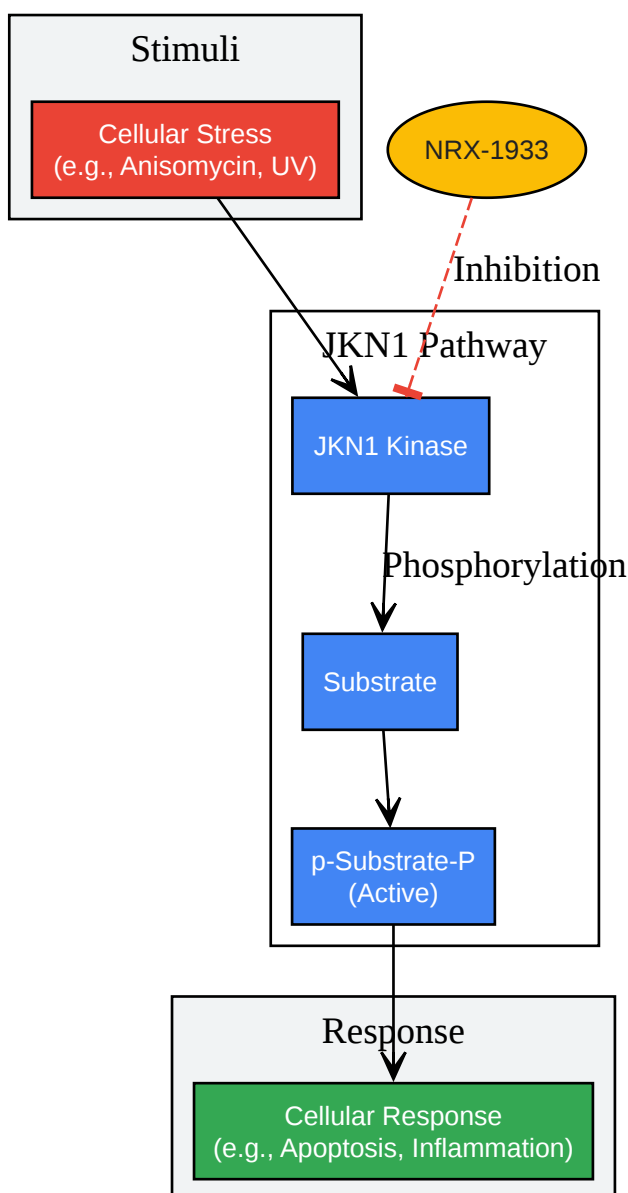 Stimuli
Cellular Stress
(e.g., Anisomycin, UV)
NRX-1933
Inhibition
JKN1 Pathway
JKN1 Kinase
Phosphorylation
Substrate
p-Substrate-P
(Active)
Response
Cellular Response
(e.g., Apoptosis, Inflammation)